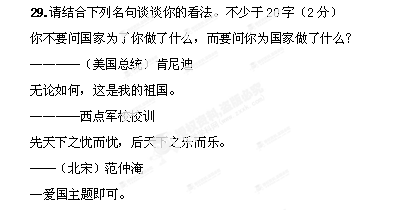 29.请结合下列名句谈谈你的看法。不少于20字（2分）
你不要问国家为了你做了什么，而要问你为国家做了什么？
————（美国总统）肯尼迪
无论如何，这是我的祖国。
————西点军校校训
先天下之忧而忧，后天下之乐而乐。
——（北宋）范仲淹
—爱国主题即可。